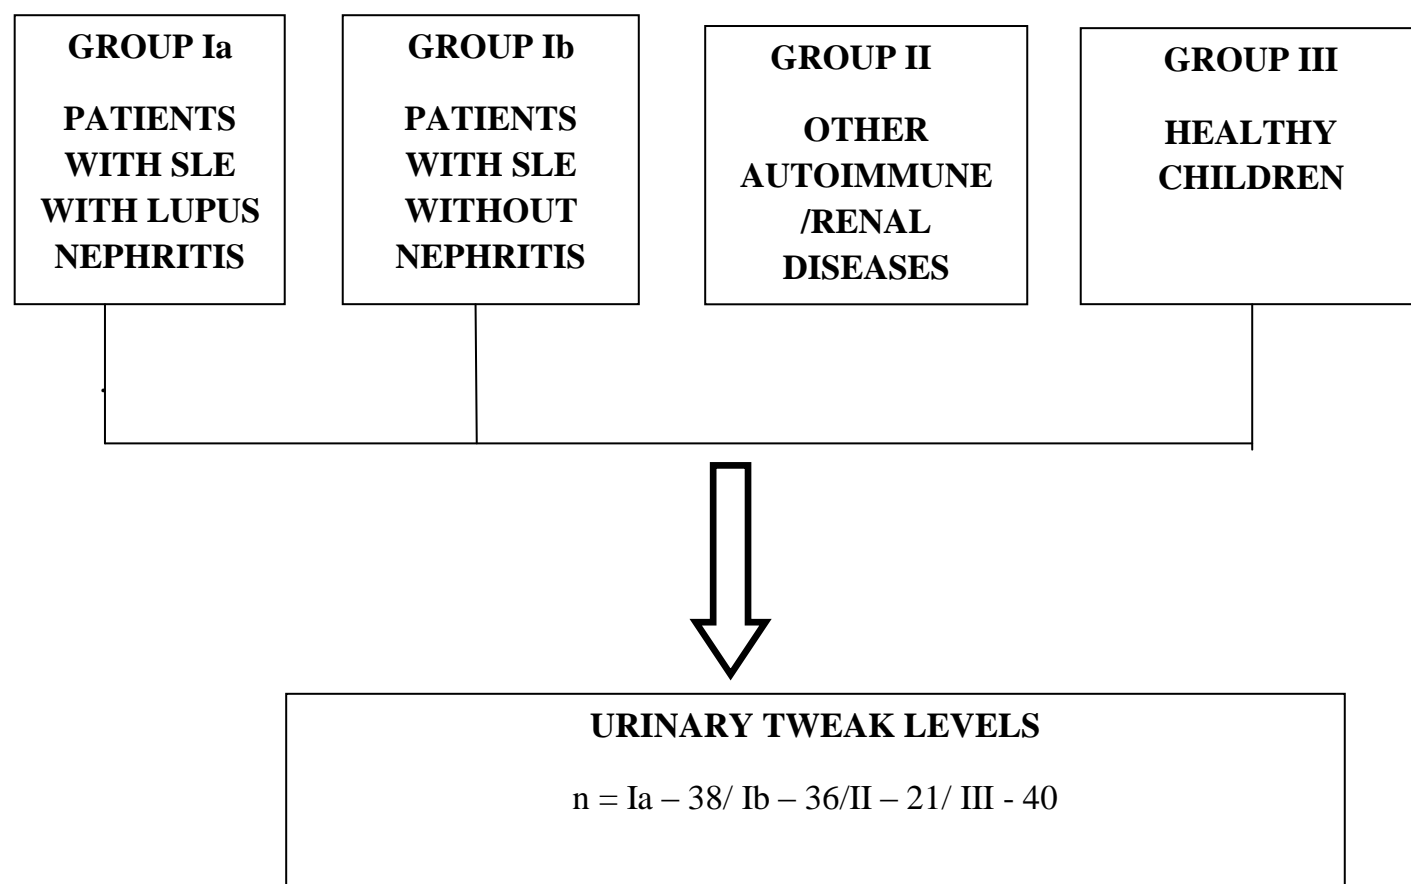 GROUP Ia
PATIENTS
WITH SLE
WITH LUPUS
NEPHRITIS
GROUP Ib
PATIENTS
WITH SLE
WITHOUT
NEPHRITIS
GROUP II
OTHER
AUTOIMMUNE
/RENAL
DISEASES
GROUP III
HEALTHY
CHILDREN
URINARY TWEAK LEVELS
n = Ia – 38/ Ib – 36/II – 21/ III - 40